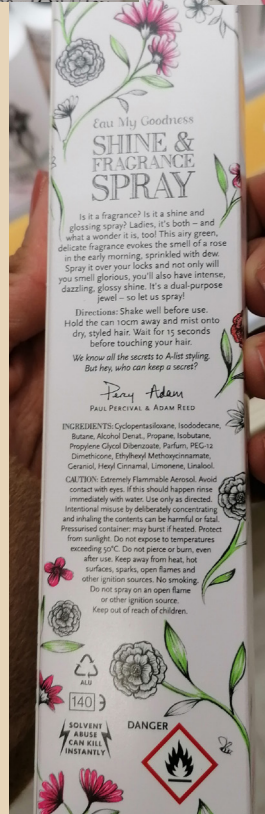 Eau My Goodness
SHINE &
FRAGRANCE
SPRAY
Is it a fragrance? Is it a shine and
glossing spray? Ladies, it's both – and
what a wonder it is, too! This airy green,
delicate fragrance evokes the smell of a rose
in the early morning, sprinkled with dew.
Spray it over your locks and not only will
you smell glorious, you'll also have intense,
dazzling, glossy shine. It's a dual-purpose
jewel – so let us spray!
Directions: Shake well before use.
Hold the can 10cm away and mist onto
dry, styled hair. Wait for 15 seconds
before touching your hair.
We know all the secrets to A-list styling.
But hey, who can keep a secret?
Percy Adam
PAUL PERCIVAL & ADAM REED
INGREDIENTS: Cyclopentasiloxane, Isododecane,
Butane, Alcohol Denat., Propane, Isobutane,
Propylene Glycol Dibenzoate, Parfum, PEG-12
Dimethicone, Ethylhexyl Methoxycinnamate,
Geraniol, Hexyl Cinnamal, Limonene, Linalool.
CAUTION: Extremely Flammable Aerosol. Avoid
contact with eyes. If this should happen rinse
immediately with water. Use only as directed.
Intentional misuse by deliberately concentrating
and inhaling the contents can be harmful or fatal.
Pressurised container: may burst if heated. Protect
from sunlight. Do not expose to temperatures
exceeding 50°C. Do not pierce or burn, even
after use. Keep away from heat, hot
surfaces, sparks, open flames and
other ignition sources. No smoking.
Do not spray on an open flame
or other ignition source.
Keep out of reach of children.
ALU
140
SOLVENT
ABUSE
CAN KILL
INSTANTLY
DANGER